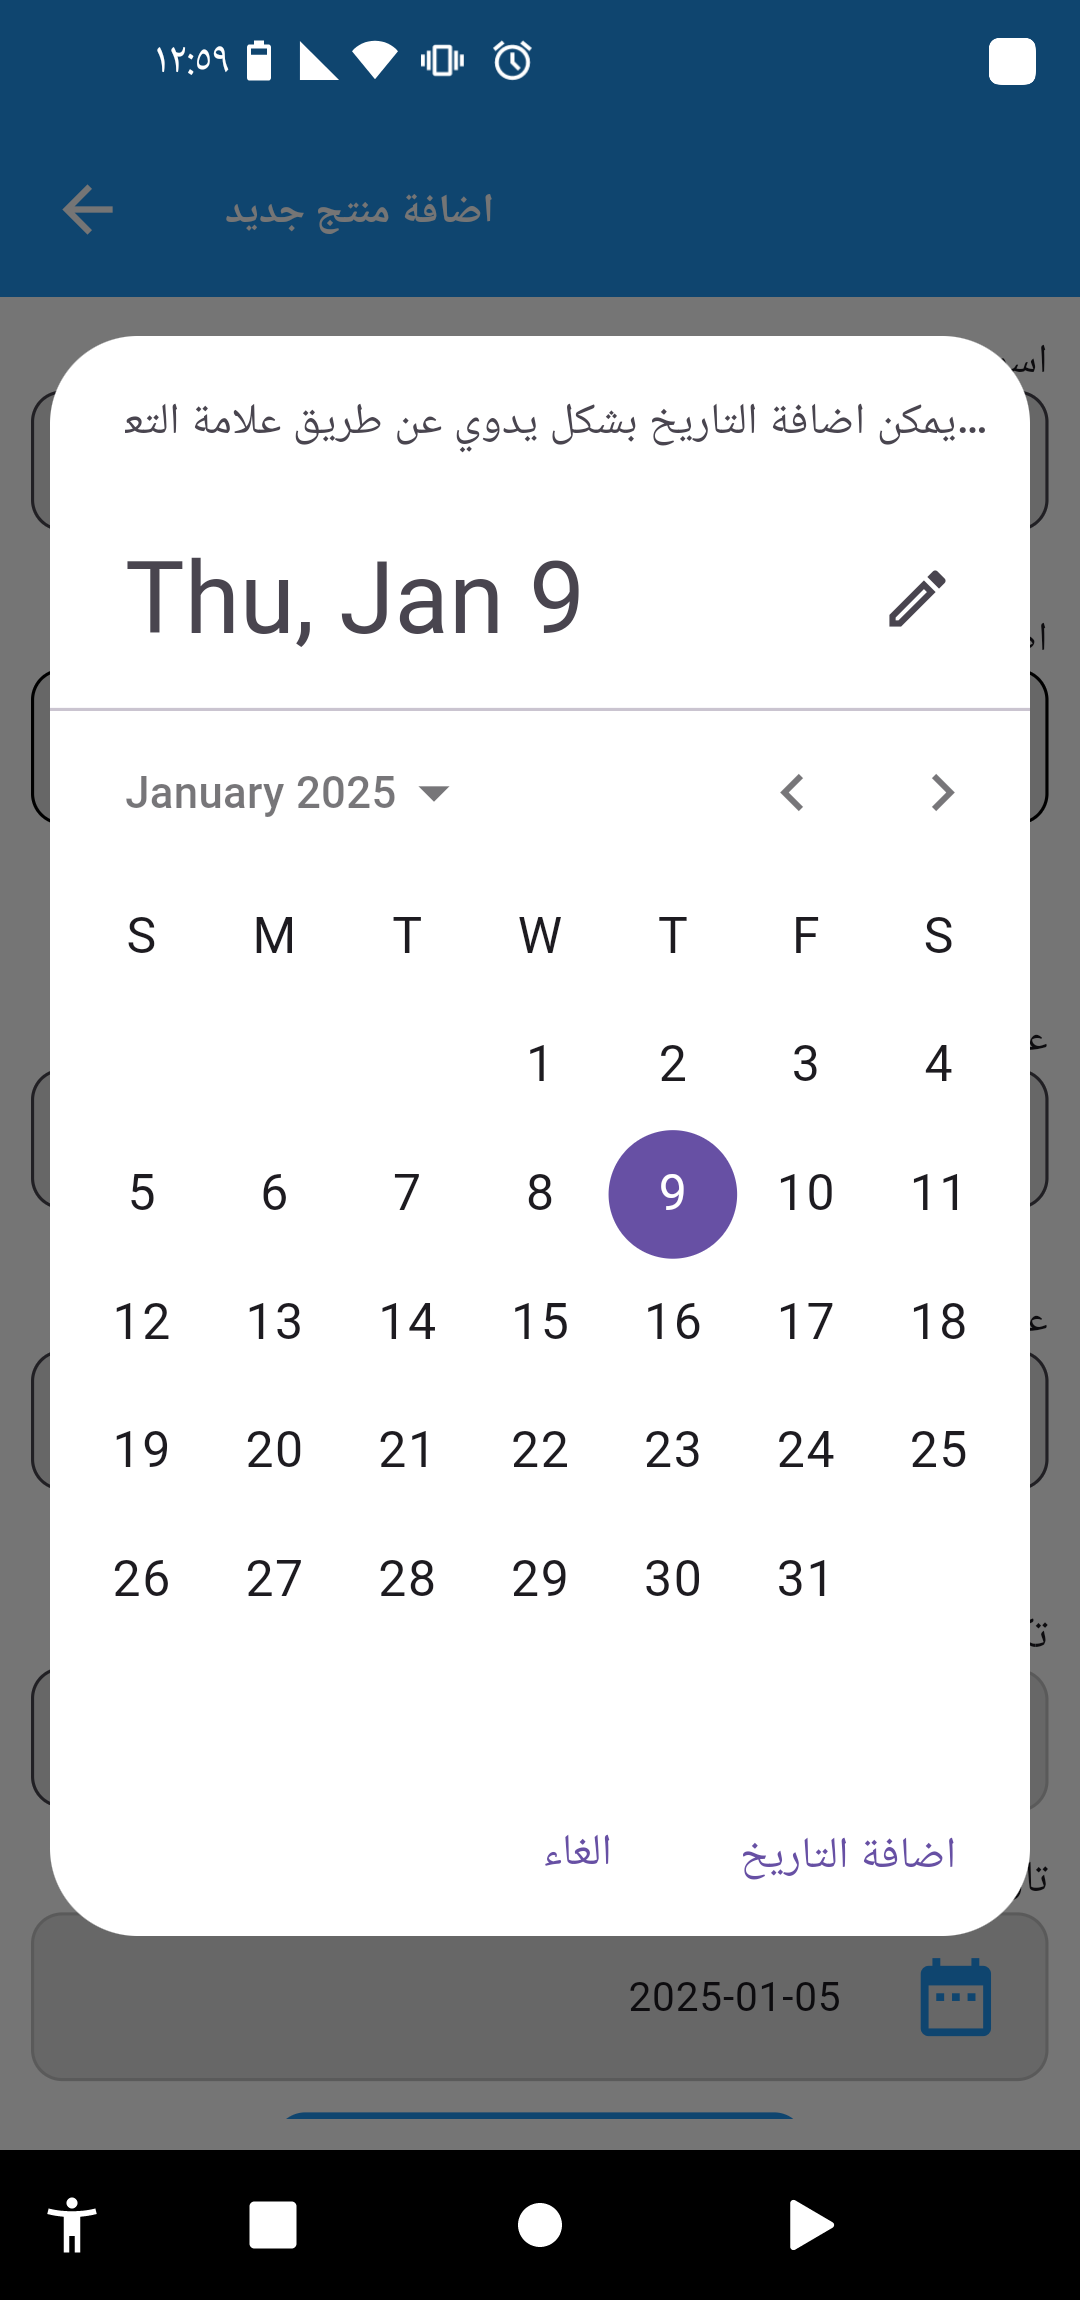 ١٢:٥٩
اضافة منتج جديد
يمكن اضافة التاريخ بشكل يدوي عن طريق علامة التع...
Thu, Jan 9
January 2025
S M T W T F S
1 2 3 4
5 6 7 8 9 10 11
12 13 14 15 16 17 18
19 20 21 22 23 24 25
26 27 28 29 30 31
الغاء اضافة التاريخ
2025-01-05